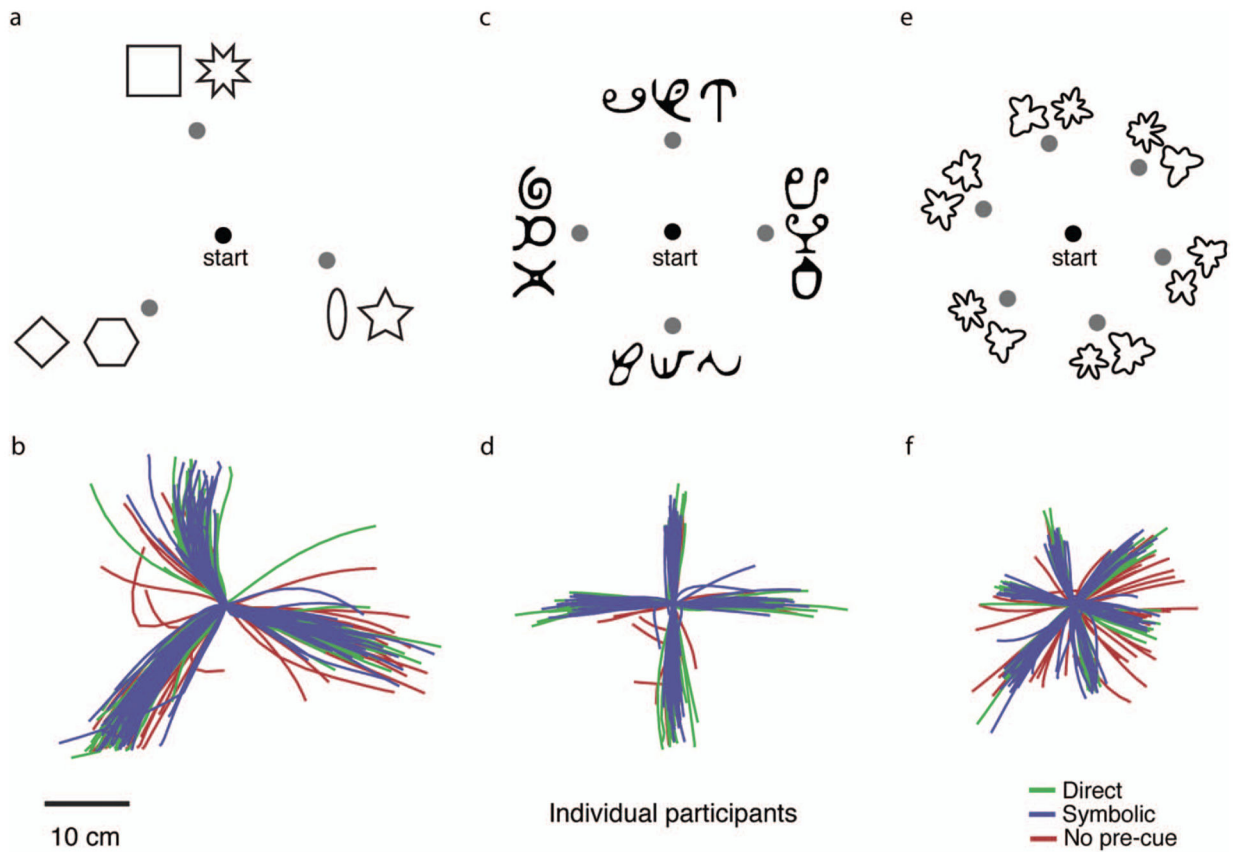 a
c
e
start
start
start
b
d
f
10 cm
Individual participants
Direct
Symbolic
No pre-cue